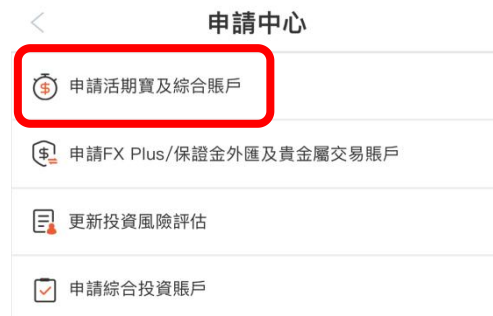 申請中心
申請活期寶及綜合賬戶
申請FX Plus/保證金外匯及貴金屬交易賬戶
更新投資風險評估
申請綜合投資賬戶